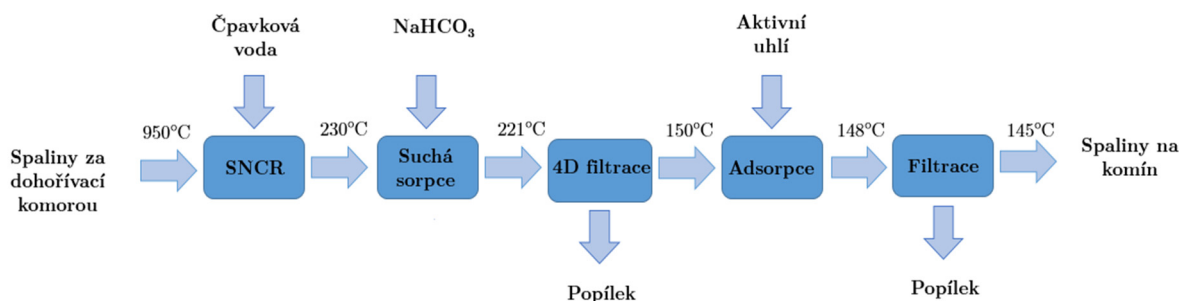 Čpavková
voda
NaHCO₃
Aktivní
uhlí
950°C
230°C
221°C
150°C
148°C
145°C
Spaliny za
dohořívací
komorou
SNCR
Suchá
sorpce
4D filtrace
Adsorpce
Filtrace
Spaliny na
komín
Popílek
Popílek